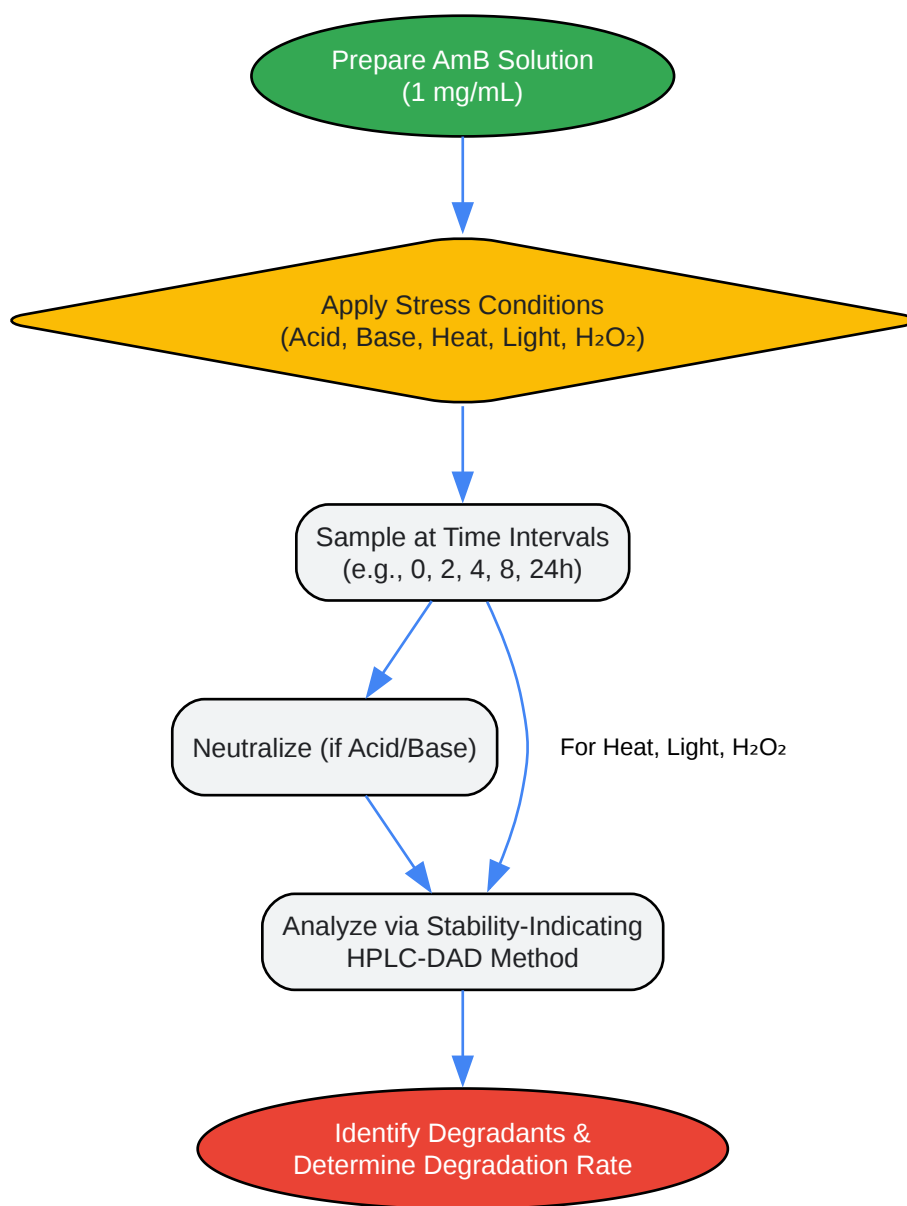 Prepare AmB Solution
(1 mg/mL)
Apply Stress Conditions
(Acid, Base, Heat, Light, H₂O₂)
Sample at Time Intervals
(e.g., 0, 2, 4, 8, 24h)
Neutralize (if Acid/Base)
For Heat, Light, H₂O₂
Analyze via Stability-Indicating
HPLC-DAD Method
Identify Degradants &
Determine Degradation Rate